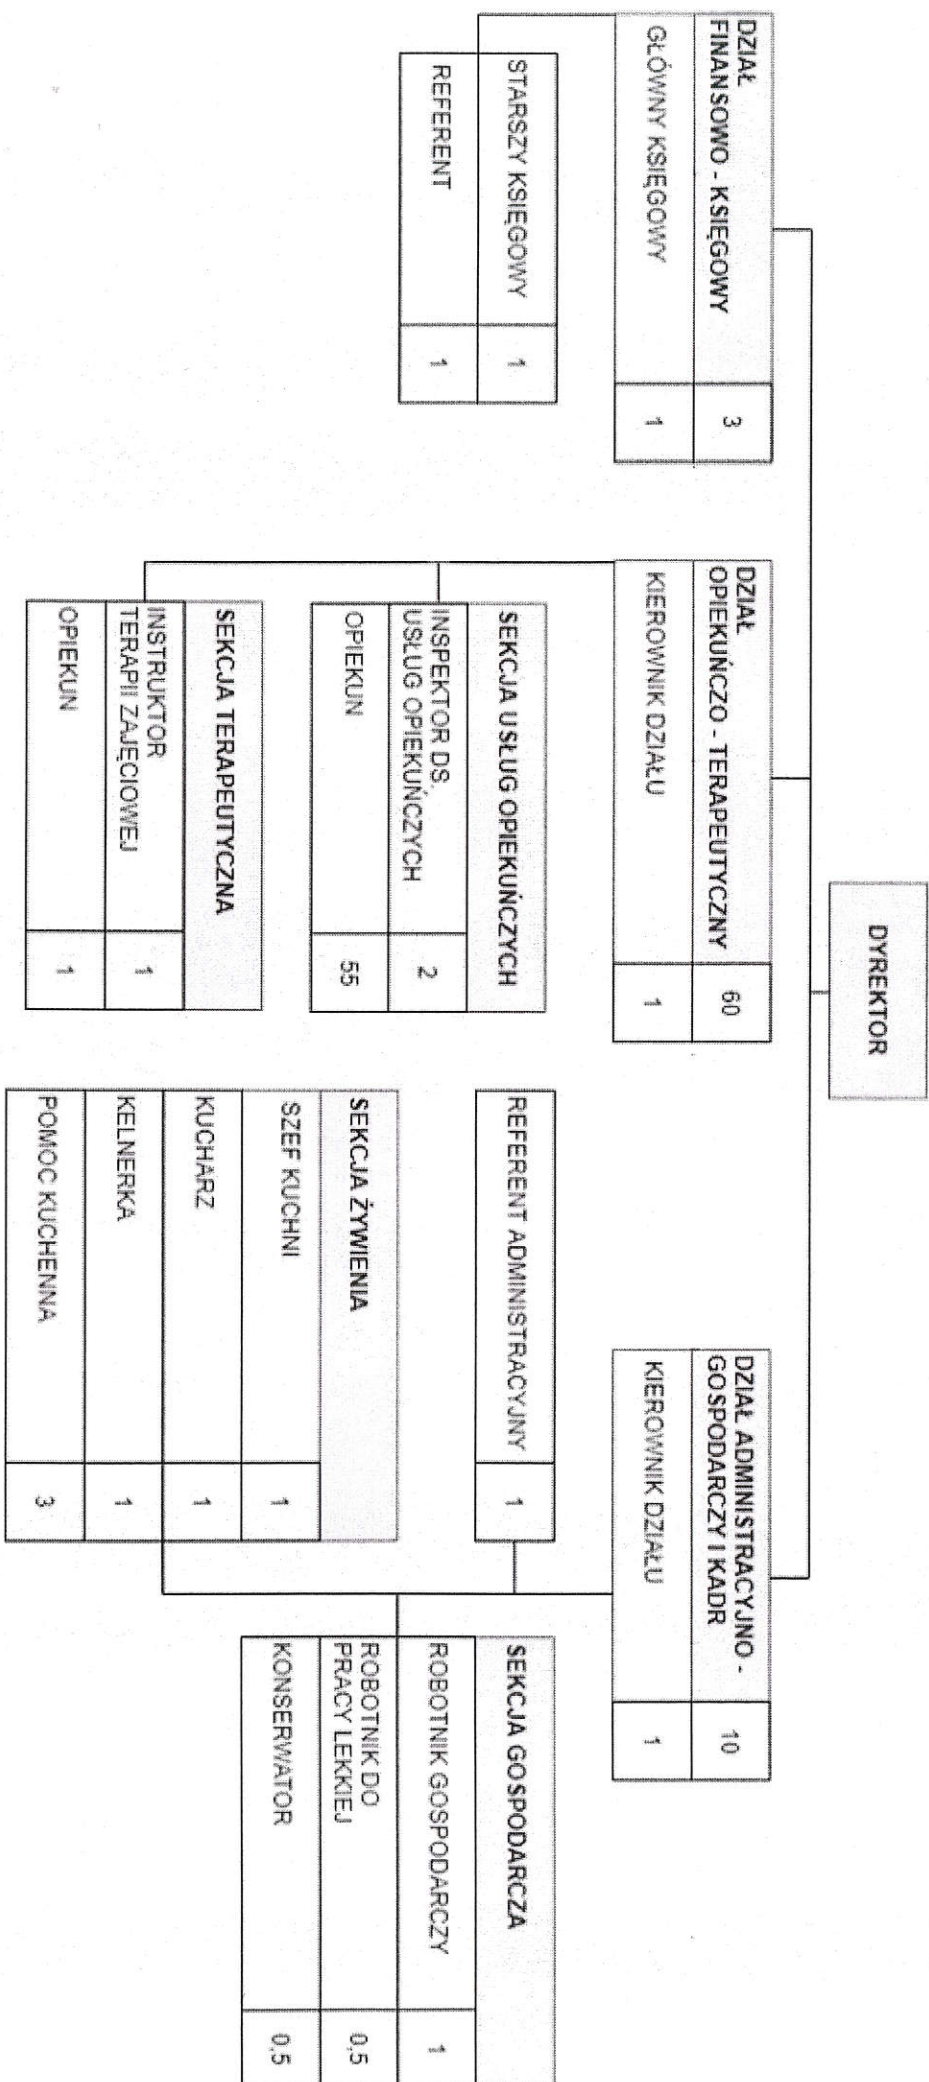 DYREKTOR
DZIAŁ
FINANSOWO - KSIĘGOWY
3
GŁÓWNY KSIĘGOWY
1
STARSZY KSIĘGOWY
1
REFERENT
1
DZIAŁ
OPIEKUŃCZO - TERAPEUTYCZNY
60
KIEROWNIK DZIAŁU
1
SEKCJA USŁUG OPIEKUŃCZYCH
INSPEKTOR DS.
USŁUG OPIEKUŃCZYCH
2
OPIEKUN
55
SEKCJA TERAPEUTYCZNA
INSTRUKTOR
TERAPII ZAJĘCIOWEJ
1
OPIEKUN
1
DZIAŁ ADMINISTRACYJNO -
GOSPODARCZY I KADR
10
KIEROWNIK DZIAŁU
1
REFERENT ADMINISTRACYJNY
1
SEKCJA ŻYWIENIA
SZEF KUCHNI
1
KUCHARZ
1
KELNERKA
1
POMOC KUCHENNA
3
SEKCJA GOSPODARCZA
ROBOTNIK GOSPODARCZY
1
ROBOTNIK DO
PRACY LEKKIEJ
0,5
KONSERWATOR
0,5